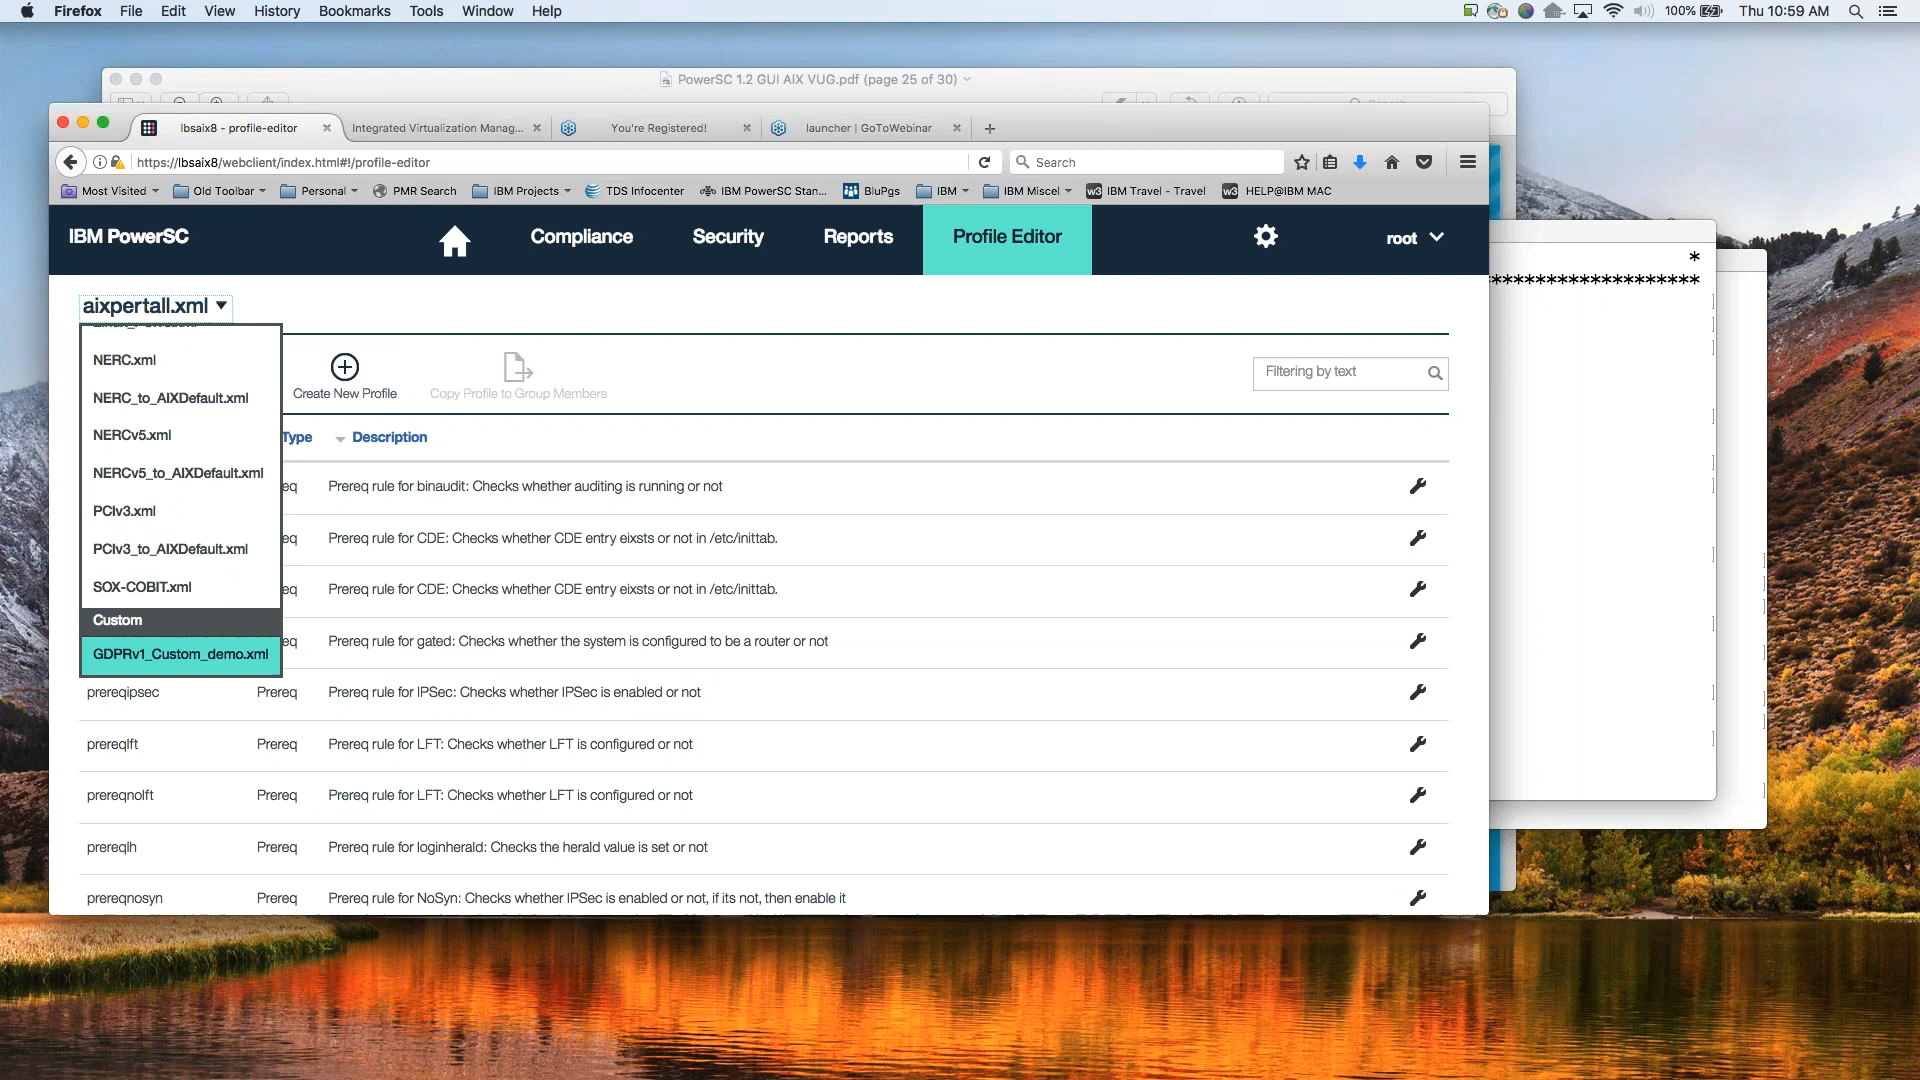 Firefox File Edit View History Bookmarks Tools Window Help 100% Thu 10:59 AM
PowerSC 1.2 GUI AIX VUG.pdf (page 25 of 30)
lbsaix8 - profile-editor Integrated Virtualization Manag... You're Registered! launcher | GoToWebinar
https://lbsaix8/webclient/index.html#!/profile-editor Search
Most Visited Old Toolbar Personal PMR Search IBM Projects TDS Infocenter IBM PowerSC Stan... BluPgs IBM IBM Miscel w3 IBM Travel - Travel w3 HELP@IBM MAC
IBM PowerSC Compliance Security Reports Profile Editor root
aixpertall.xml
NERC.xml
NERC_to_AIXDefault.xml
NERCv5.xml
NERCv5_to_AIXDefault.xml
PCIv3.xml
PCIv3_to_AIXDefault.xml
SOX-COBIT.xml
Custom
GDPRv1_Custom_demo.xml
Create New Profile Copy Profile to Group Members Filtering by text
Type Description
eq Prereq rule for binaudit: Checks whether auditing is running or not
eq Prereq rule for CDE: Checks whether CDE entry eixsts or not in /etc/inittab.
eq Prereq rule for CDE: Checks whether CDE entry eixsts or not in /etc/inittab.
eq Prereq rule for gated: Checks whether the system is configured to be a router or not
prereqipsec Prereq Prereq rule for IPSec: Checks whether IPSec is enabled or not
prereqlft Prereq Prereq rule for LFT: Checks whether LFT is configured or not
prereqnolft Prereq Prereq rule for LFT: Checks whether LFT is configured or not
prereqlh Prereq Prereq rule for loginherald: Checks the herald value is set or not
prereqnosyn Prereq Prereq rule for NoSyn: Checks whether IPSec is enabled or not, if its not, then enable it